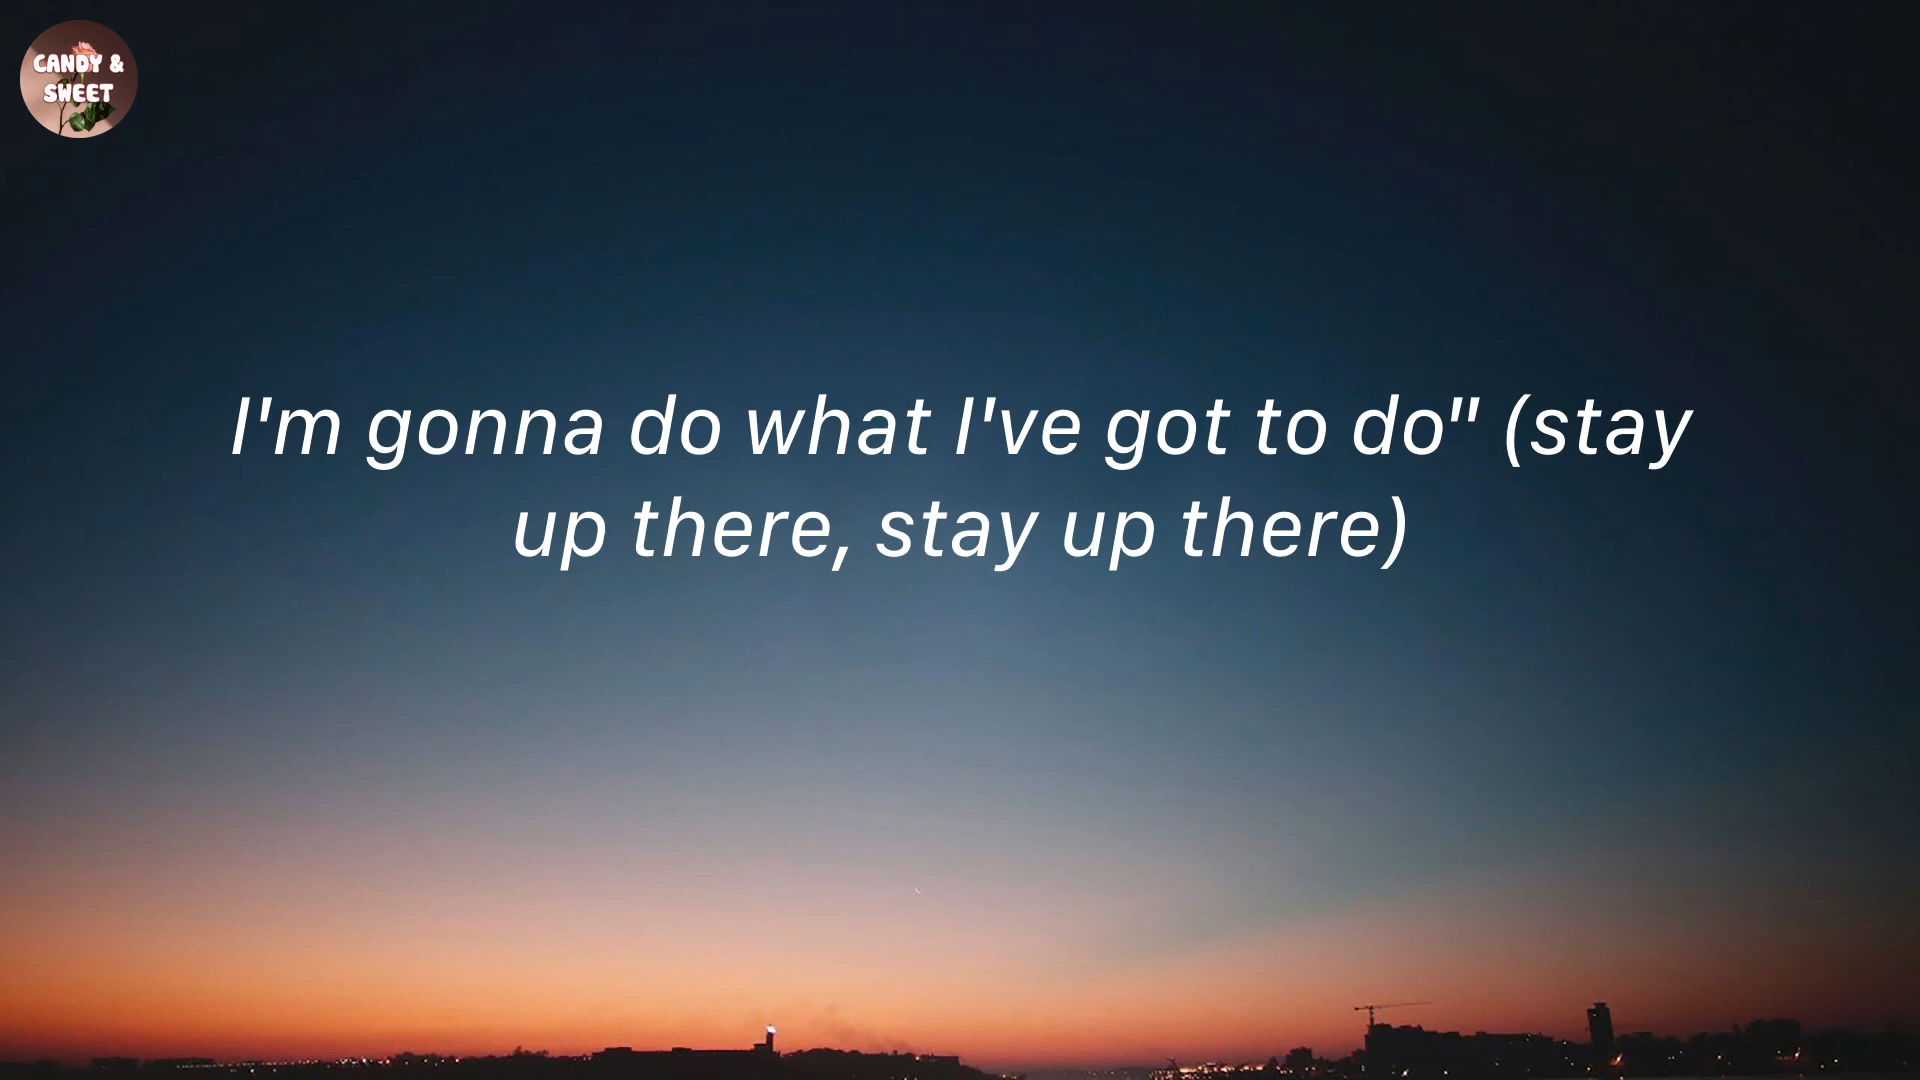 CANDY &
SWEET
I'm gonna do what I've got to do" (stay
up there, stay up there)